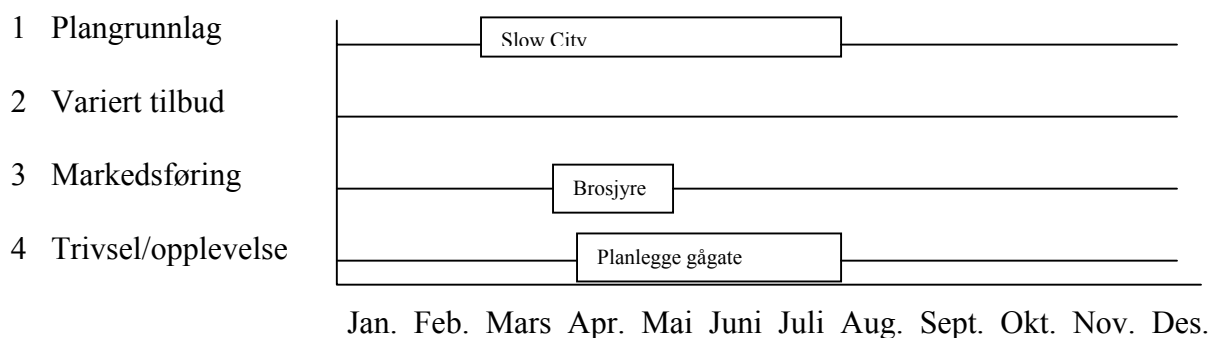 1 Plangrunnlag
Slow City
2 Variert tilbud
3 Markedsføring
Brosjyre
4 Trivsel/opplevelse
Planlegge gågate
Jan. Feb. Mars Apr. Mai Juni Juli Aug. Sept. Okt. Nov. Des.